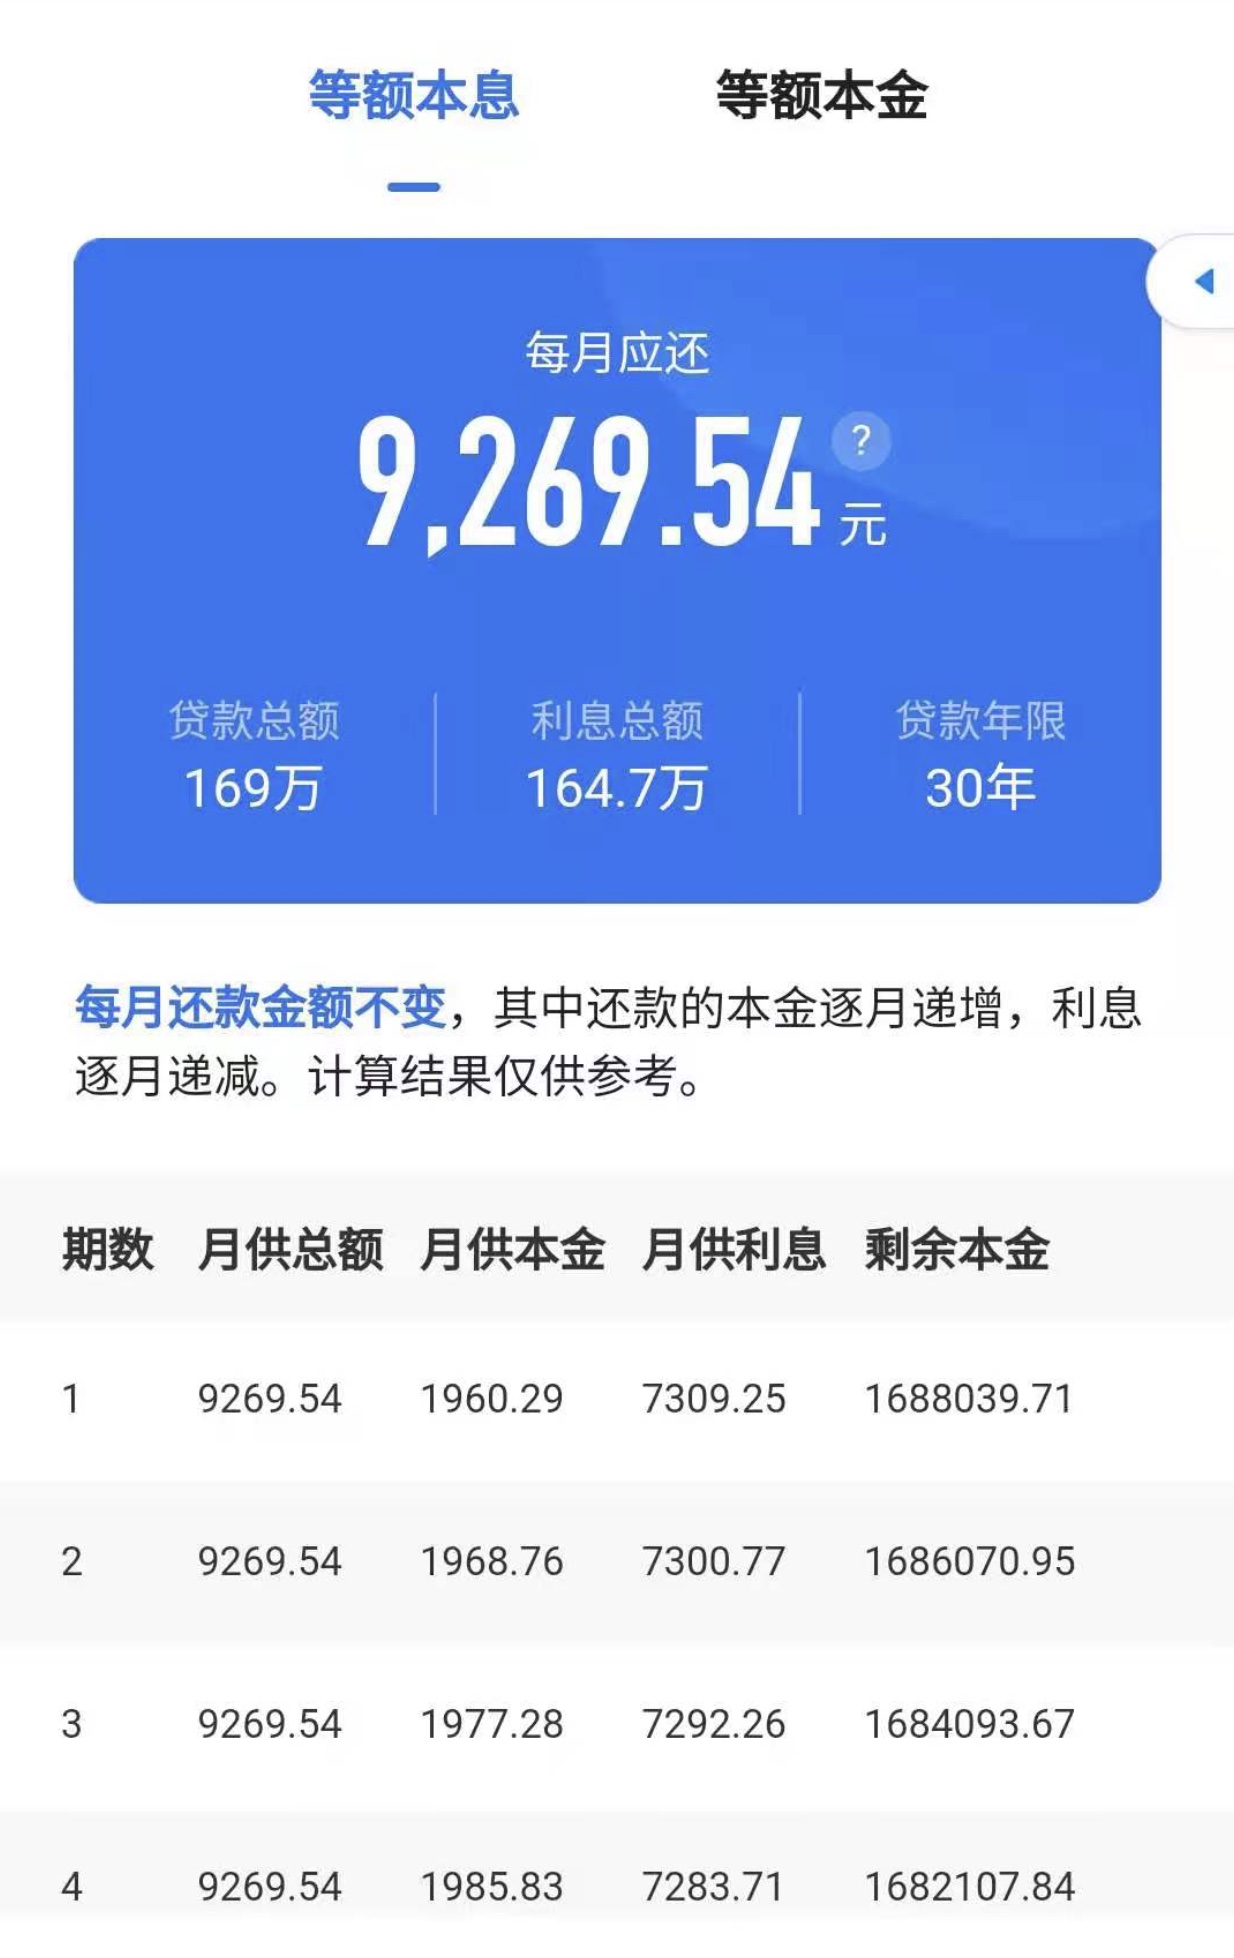 等额本息 等额本金
每月应还
9,269.54 ?
元
贷款总额 利息总额 贷款年限
169万 164.7万 30年
每月还款金额不变，其中还款的本金逐月递增，利息
逐月递减。计算结果仅供参考。
期数 月供总额 月供本金 月供利息 剩余本金
1 9269.54 1960.29 7309.25 1688039.71
2 9269.54 1968.76 7300.77 1686070.95
3 9269.54 1977.28 7292.26 1684093.67
4 9269.54 1985.83 7283.71 1682107.84